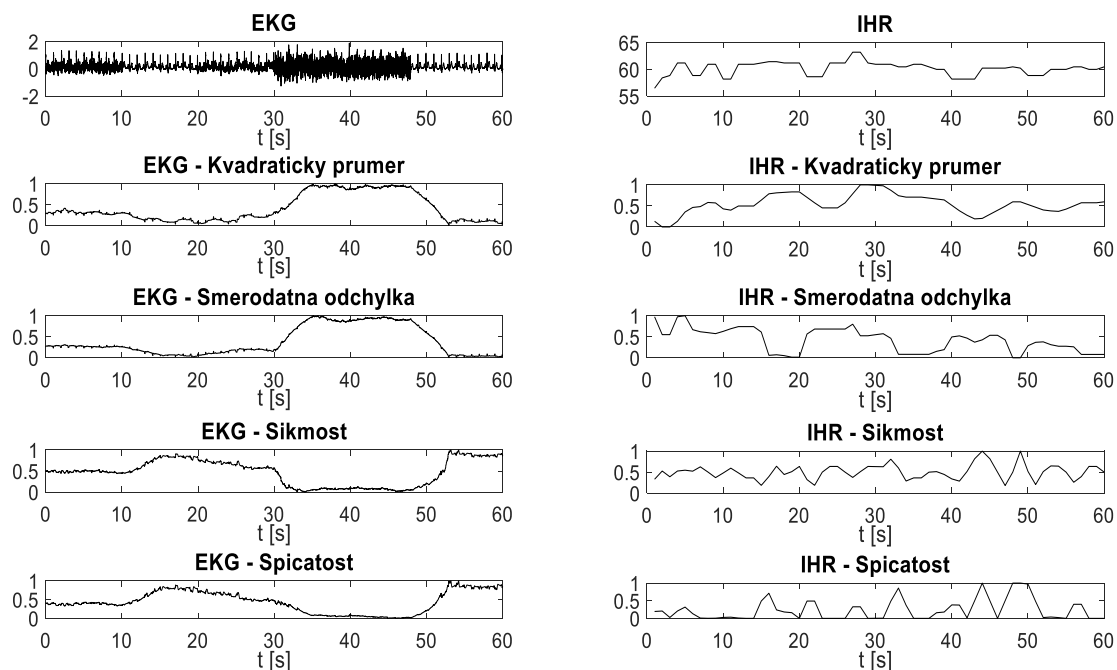 EKG
2
0
-2
0 10 20 30 40 50 60
t [s]
EKG - Kvadraticky prumer
1
0.5
0
0 10 20 30 40 50 60
t [s]
EKG - Smerodatna odchylka
1
0.5
0
0 10 20 30 40 50 60
t [s]
EKG - Sikmost
1
0.5
0
0 10 20 30 40 50 60
t [s]
EKG - Spicatost
1
0.5
0
0 10 20 30 40 50 60
t [s]
IHR
65
60
55
0 10 20 30 40 50 60
t [s]
IHR - Kvadraticky prumer
1
0.5
0
0 10 20 30 40 50 60
t [s]
IHR - Smerodatna odchylka
1
0.5
0
0 10 20 30 40 50 60
t [s]
IHR - Sikmost
1
0.5
0
0 10 20 30 40 50 60
t [s]
IHR - Spicatost
1
0.5
0
0 10 20 30 40 50 60
t [s]